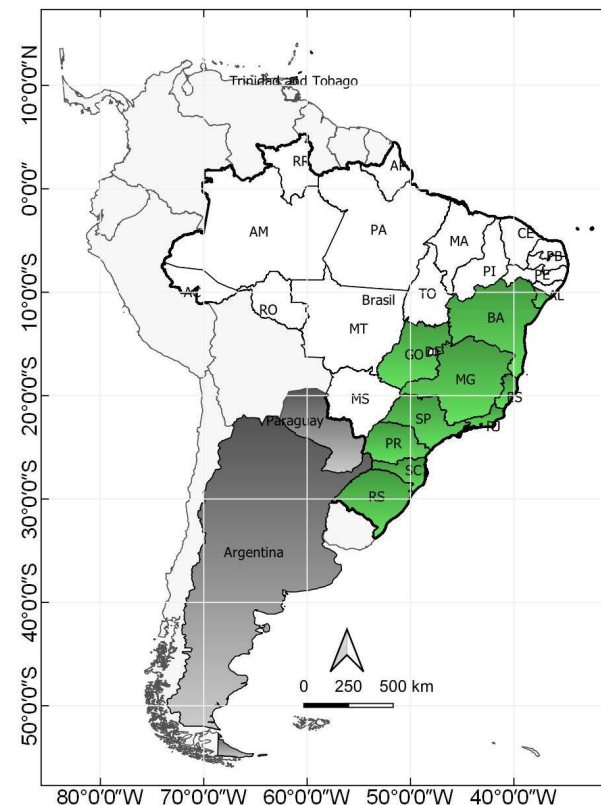 10°0'0"N
0°0'0"
10°0'0"S
20°0'0"S
30°0'0"S
40°0'0"S
50°0'0"S
Trinidad and Tobago
RR
AP
AM
PA
MA
CE
PB
PI
PE
AL
AC
RO
TO
Brasil
MT
BA
GO
DF
MG
ES
MS
SP
RJ
Paraguay
PR
SC
RS
Argentina
0 250 500 km
80°0'0"W 70°0'0"W 60°0'0"W 50°0'0"W 40°0'0"W